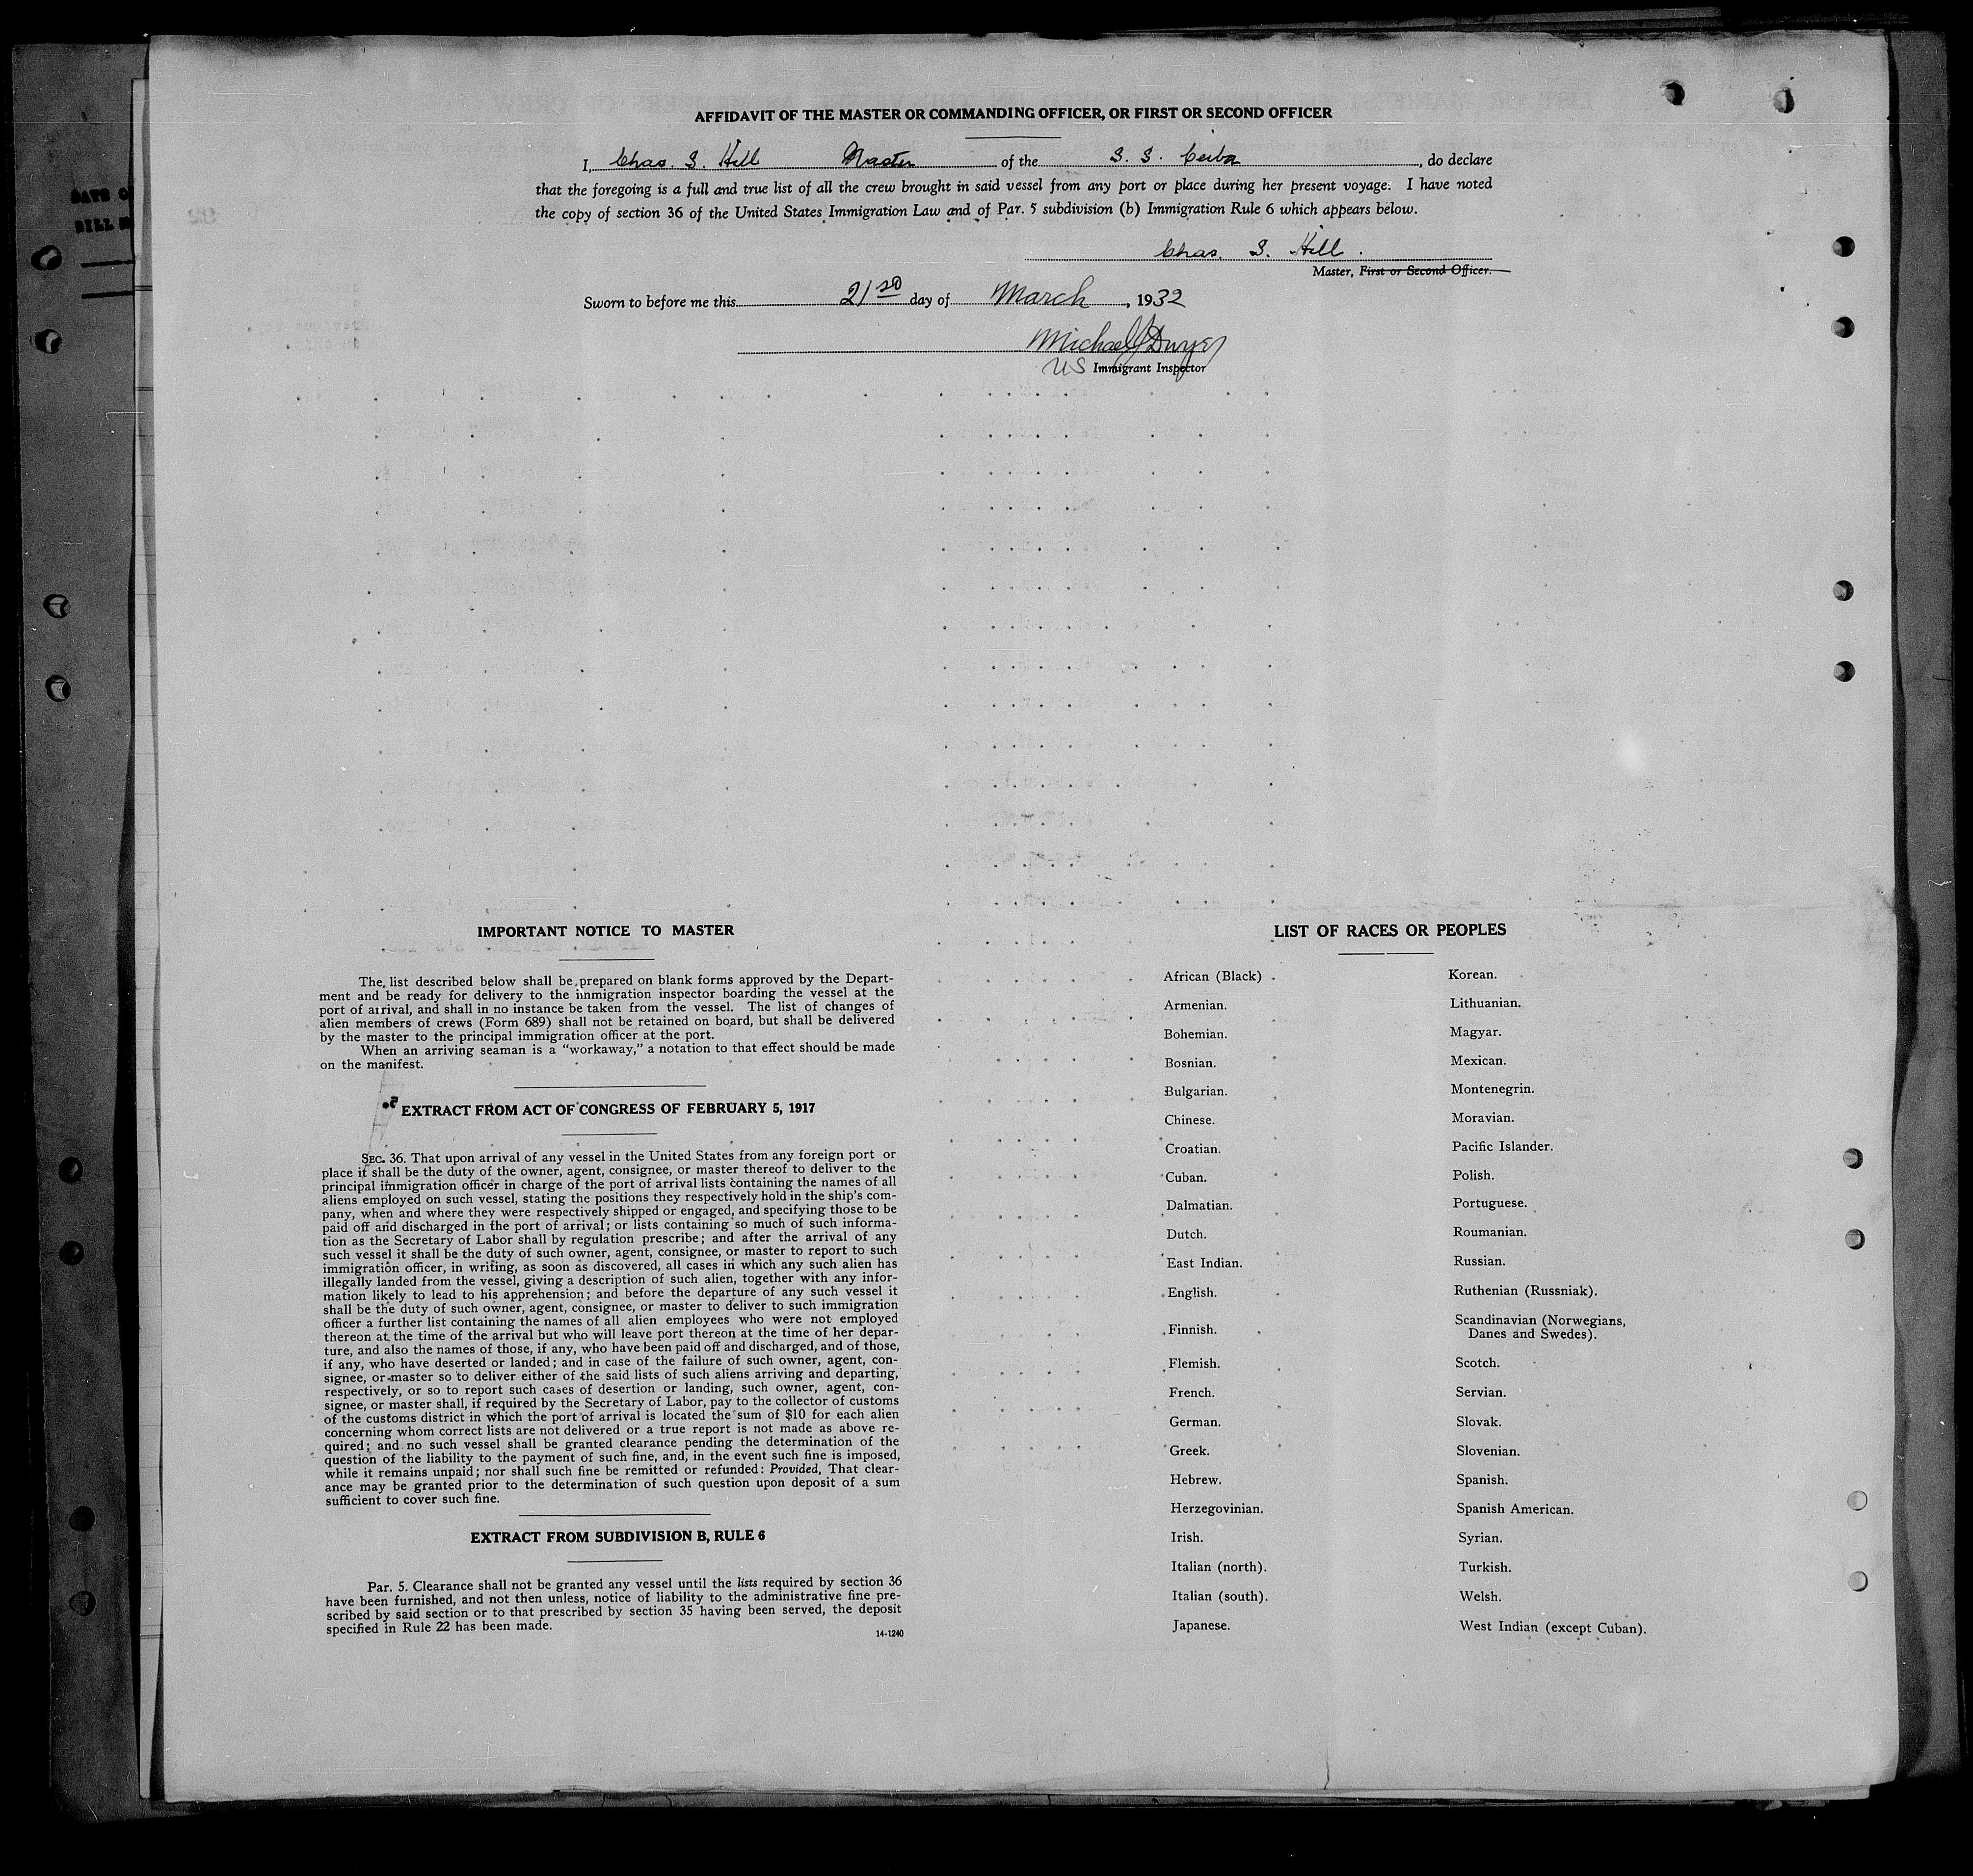 AFFIDAVIT OF THE MASTER OR COMMANDING OFFICER, OR FIRST OR SECOND OFFICER
I, Chas. S. Hill Master of the S. S. Ceiba, do declare
that the foregoing is a full and true list of all the crew brought in said vessel from any port or place during her present voyage. I have noted
the copy of section 36 of the United States Immigration Law and of Par. 5 subdivision (b) Immigration Rule 6 which appears below.
Chas. S. Hill.
Master, First or Second Officer.
Sworn to before me this 21 day of March, 1932
Michael J Dwyer
US Immigrant Inspector
DATE O
BILL
IMPORTANT NOTICE TO MASTER
The list described below shall be prepared on blank forms approved by the Depart-
ment and be ready for delivery to the immigration inspector boarding the vessel at the
port of arrival, and shall in no instance be taken from the vessel. The list of changes of
alien members of crews (Form 689) shall not be retained on board, but shall be delivered
by the master to the principal immigration officer at the port.
When an arriving seaman is a "workaway," a notation to that effect should be made
on the manifest.
EXTRACT FROM ACT OF CONGRESS OF FEBRUARY 5, 1917
SEC. 36. That upon arrival of any vessel in the United States from any foreign port or
place it shall be the duty of the owner, agent, consignee, or master thereof to deliver to the
principal immigration officer in charge of the port of arrival lists containing the names of all
aliens employed on such vessel, stating the positions they respectively hold in the ship's com-
pany, when and where they were respectively shipped or engaged, and specifying those to be
paid off and discharged in the port of arrival; or lists containing so much of such informa-
tion as the Secretary of Labor shall by regulation prescribe; and after the arrival of any
such vessel it shall be the duty of such owner, agent, consignee, or master to report to such
immigration officer, in writing, as soon as discovered, all cases in which any such alien has
illegally landed from the vessel, giving a description of such alien, together with any infor-
mation likely to lead to his apprehension; and before the departure of any such vessel it
shall be the duty of such owner, agent, consignee, or master to deliver to such immigration
officer a further list containing the names of all alien employees who were not employed
thereon at the time of the arrival but who will leave port thereon at the time of her depar-
ture, and also the names of those, if any, who have been paid off and discharged, and of those,
if any, who have deserted or landed; and in case of the failure of such owner, agent, con-
signee, or master so to deliver either of the said lists of such aliens arriving and departing,
respectively, or so to report such cases of desertion or landing, such owner, agent, con-
signee, or master shall, if required by the Secretary of Labor, pay to the collector of customs
of the customs district in which the port of arrival is located the sum of $10 for each alien
concerning whom correct lists are not delivered or a true report is not made as above re-
quired; and no such vessel shall be granted clearance pending the determination of the
question of the liability to the payment of such fine, and, in the event such fine is imposed,
while it remains unpaid; nor shall such fine be remitted or refunded: Provided, That clear-
ance may be granted prior to the determination of such question upon deposit of a sum
sufficient to cover such fine.
EXTRACT FROM SUBDIVISION B, RULE 6
Par. 5. Clearance shall not be granted any vessel until the lists required by section 36
have been furnished, and not then unless, notice of liability to the administrative fine pre-
scribed by said section or to that prescribed by section 35 having been served, the deposit
specified in Rule 22 has been made.
14-1240
LIST OF RACES OR PEOPLES
African (Black)
Armenian.
Bohemian.
Bosnian.
Bulgarian.
Chinese.
Croatian.
Cuban.
Dalmatian.
Dutch.
East Indian.
English.
Finnish.
Flemish.
French.
German.
Greek.
Hebrew.
Herzegovinian.
Irish.
Italian (north).
Italian (south).
Japanese.
Korean.
Lithuanian.
Magyar.
Mexican.
Montenegrin.
Moravian.
Pacific Islander.
Polish.
Portuguese.
Roumanian.
Russian.
Ruthenian (Russniak).
Scandinavian (Norwegians,
Danes and Swedes).
Scotch.
Servian.
Slovak.
Slovenian.
Spanish.
Spanish American.
Syrian.
Turkish.
Welsh.
West Indian (except Cuban).